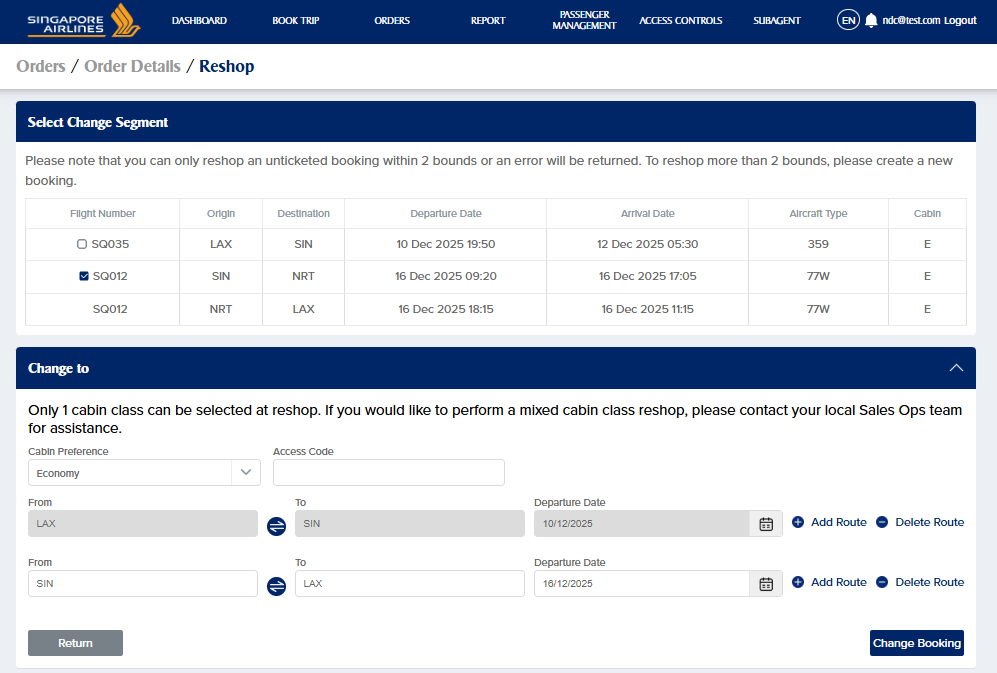 SINGAPORE AIRLINES
DASHBOARD BOOK TRIP ORDERS REPORT PASSENGER MANAGEMENT ACCESS CONTROLS SUBAGENT EN ndc@test.com Logout
Orders / Order Details / Reshop
Select Change Segment
Please note that you can only reshop an unticketed booking within 2 bounds or an error will be returned. To reshop more than 2 bounds, please create a new
booking.
Flight Number Origin Destination Departure Date Arrival Date Aircraft Type Cabin
SQ035 LAX SIN 10 Dec 2025 19:50 12 Dec 2025 05:30 359 E
SQ012 SIN NRT 16 Dec 2025 09:20 16 Dec 2025 17:05 77W E
SQ012 NRT LAX 16 Dec 2025 18:15 16 Dec 2025 11:15 77W E
Change to
Only 1 cabin class can be selected at reshop. If you would like to perform a mixed cabin class reshop, please contact your local Sales Ops team
for assistance.
Cabin Preference Access Code
Economy
From To Departure Date
LAX SIN 10/12/2025 Add Route Delete Route
From To Departure Date
SIN LAX 16/12/2025 Add Route Delete Route
Return Change Booking